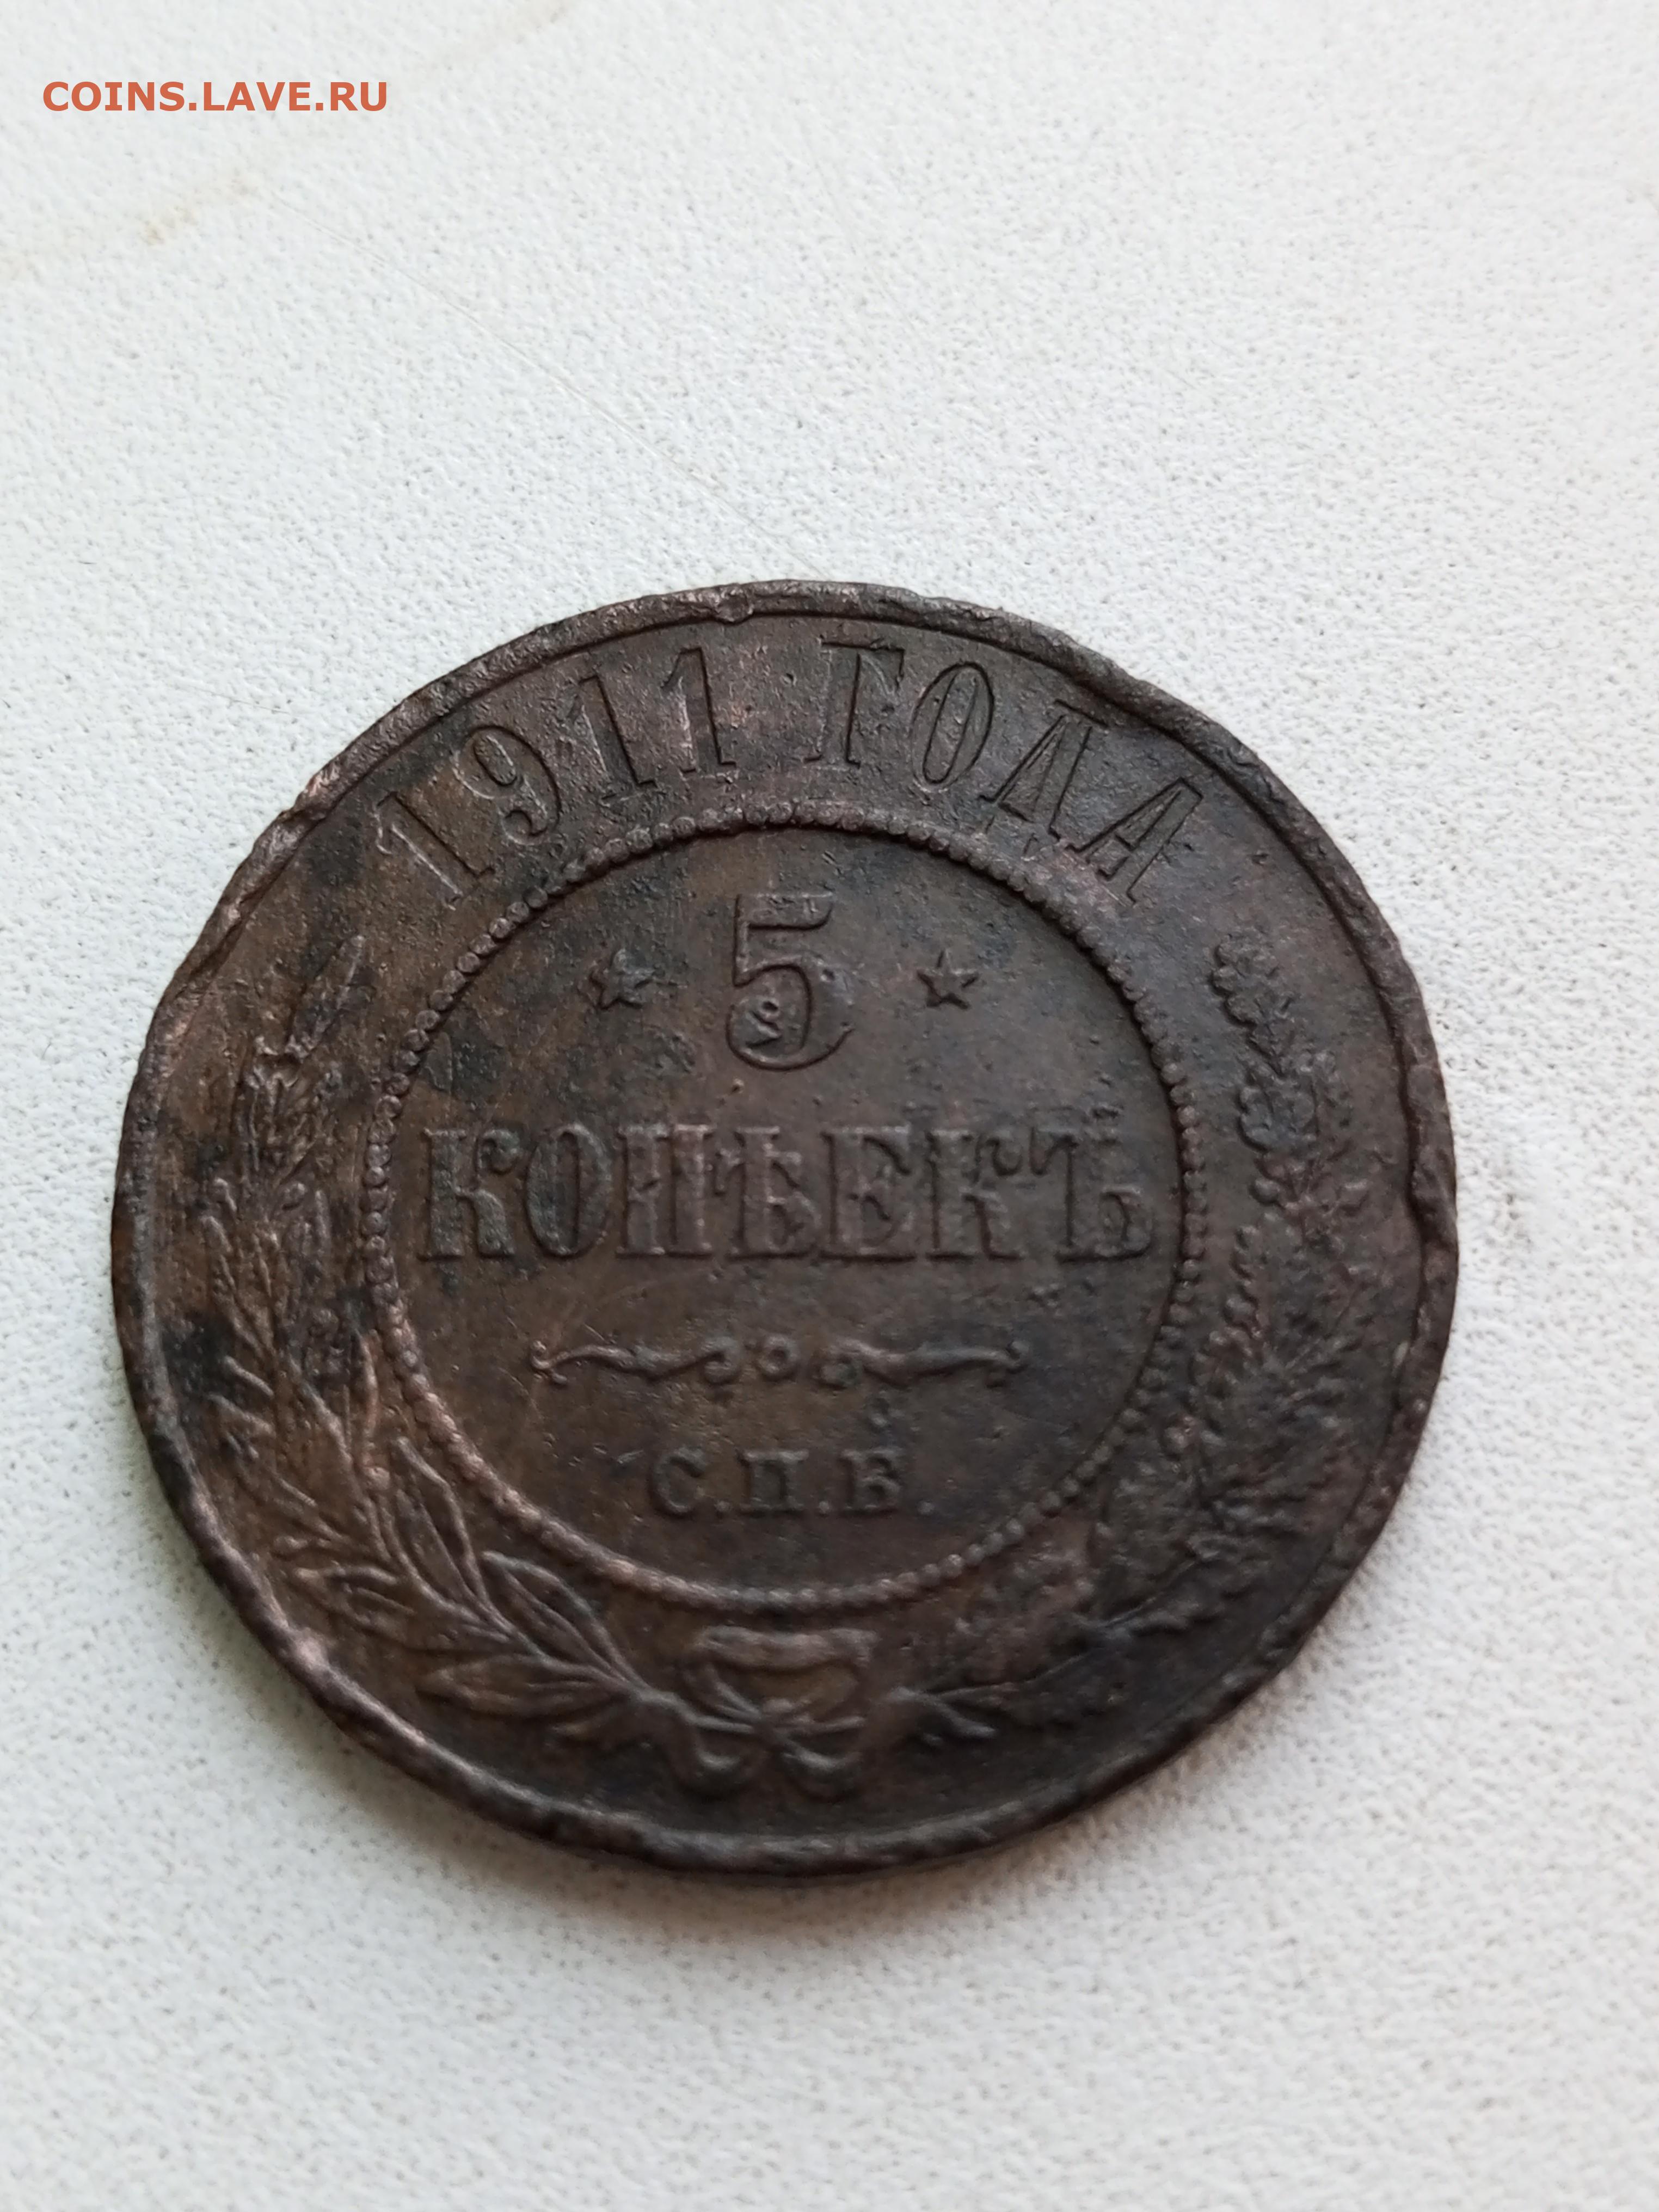 COINS.LAVE.RU
1911 ГОДА
5
КОПѢЕКЪ
С.П.Б.